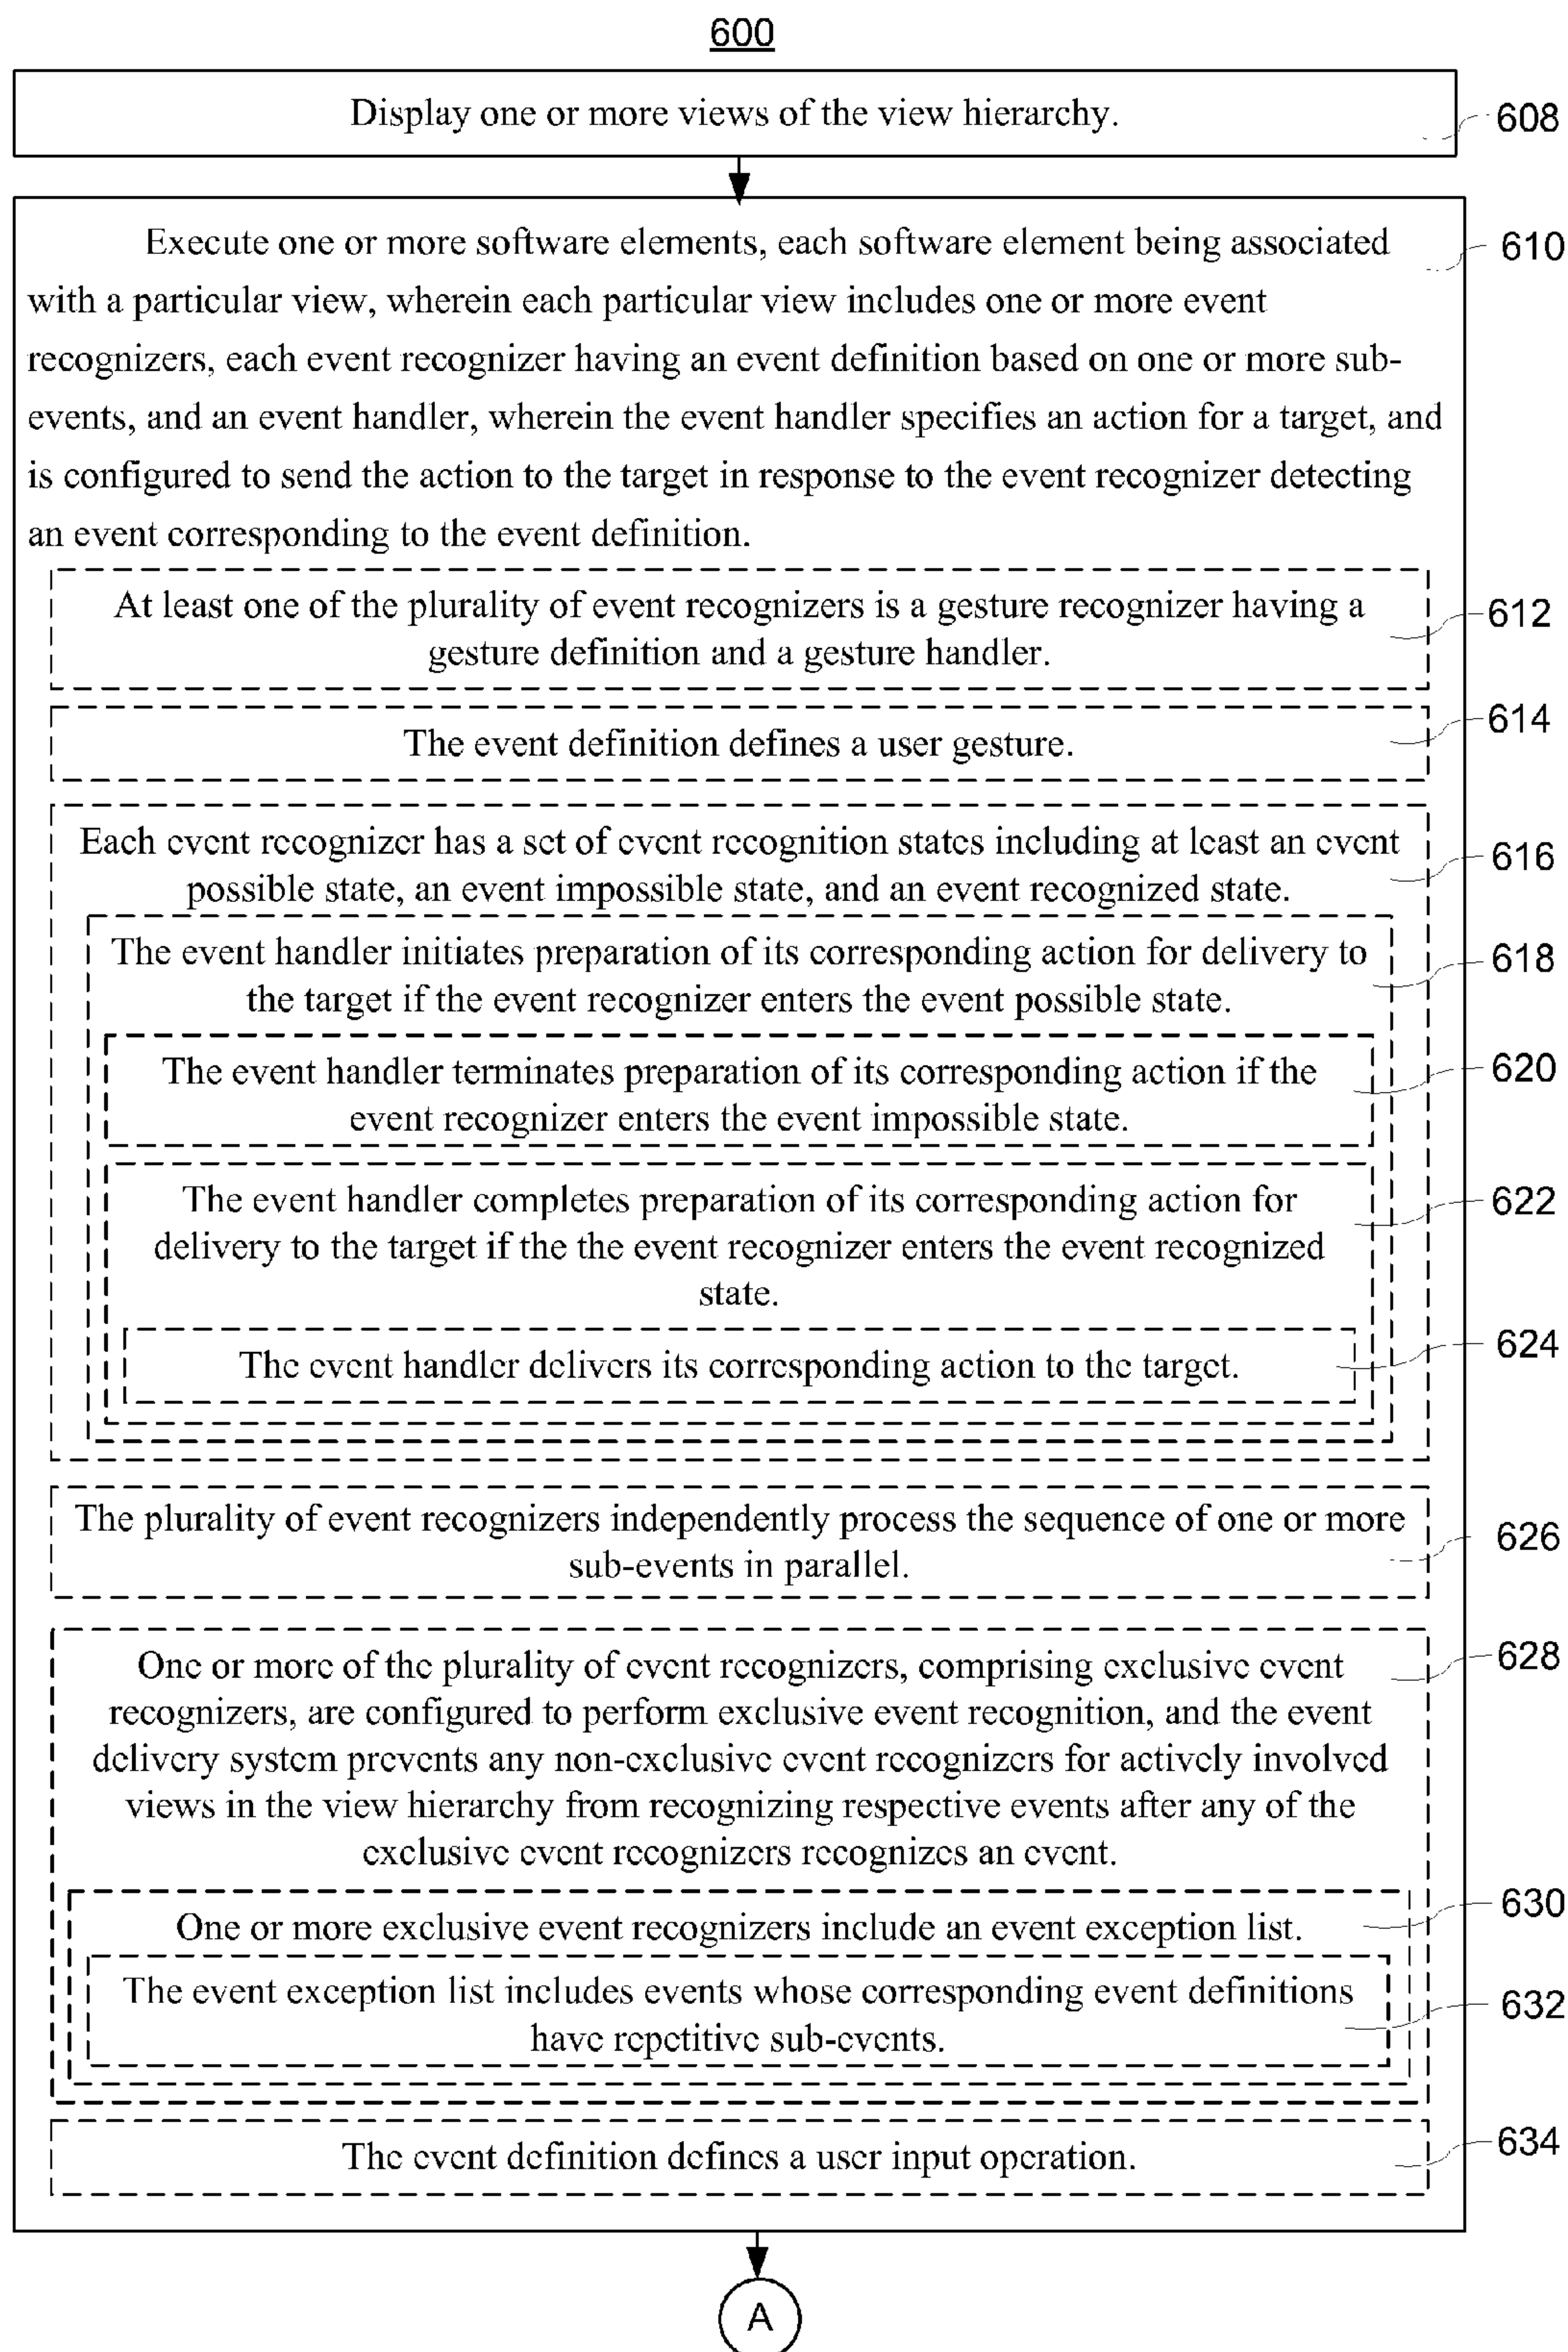 600
Display one or more views of the view hierarchy.
608
Execute one or more software elements, each software element being associated
610
with a particular view, wherein each particular view includes one or more event
recognizers, each event recognizer having an event definition based on one or more sub-
events, and an event handler, wherein the event handler specifies an action for a target, and
is configured to send the action to the target in response to the event recognizer detecting
an event corresponding to the event definition.
At least one of the plurality of event recognizers is a gesture recognizer having a
612
gesture definition and a gesture handler.
614
The event definition defines a user gesture.
Each event recognizer has a set of event recognition states including at least an event
616
possible state, an event impossible state, and an event recognized state.
The event handler initiates preparation of its corresponding action for delivery to
618
the target if the event recognizer enters the event possible state.
The event handler terminates preparation of its corresponding action if the
620
event recognizer enters the event impossible state.
The event handler completes preparation of its corresponding action for
622
delivery to the target if the the event recognizer enters the event recognized
state.
624
The event handler delivers its corresponding action to the target.
The plurality of event recognizers independently process the sequence of one or more
626
sub-events in parallel.
One or more of the plurality of event recognizers, comprising exclusive event
628
recognizers, are configured to perform exclusive event recognition, and the event
delivery system prevents any non-exclusive event recognizers for actively involved
views in the view hierarchy from recognizing respective events after any of the
exclusive event recognizers recognizes an event.
630
One or more exclusive event recognizers include an event exception list.
The event exception list includes events whose corresponding event definitions
632
have repetitive sub-events.
634
The event definition defines a user input operation.
A